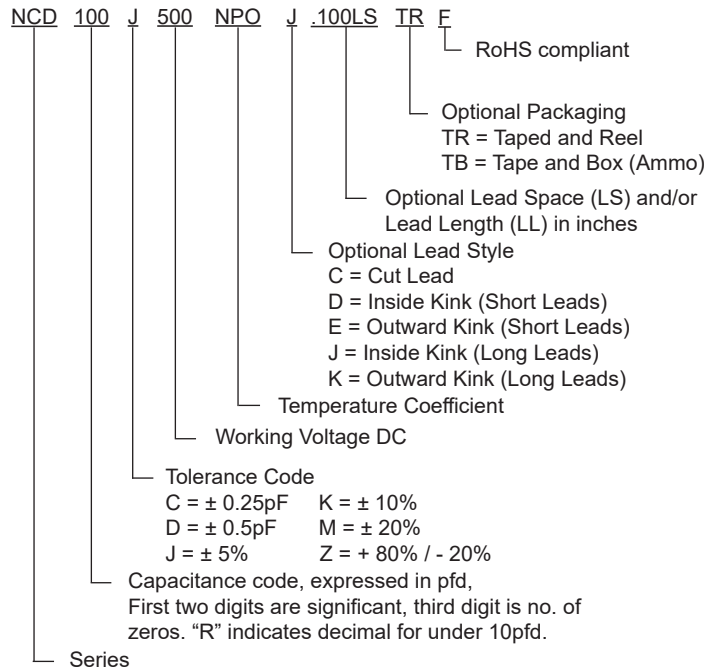 NCD 100 J 500 NPO J .100LS TR F
RoHS compliant
Optional Packaging
TR = Taped and Reel
TB = Tape and Box (Ammo)
Optional Lead Space (LS) and/or
Lead Length (LL) in inches
Optional Lead Style
C = Cut Lead
D = Inside Kink (Short Leads)
E = Outward Kink (Short Leads)
J = Inside Kink (Long Leads)
K = Outward Kink (Long Leads)
Temperature Coefficient
Working Voltage DC
Tolerance Code
C = ± 0.25pF K = ± 10%
D = ± 0.5pF M = ± 20%
J = ± 5% Z = + 80% / - 20%
Capacitance code, expressed in pfd,
First two digits are significant, third digit is no. of
zeros. “R” indicates decimal for under 10pfd.
Series